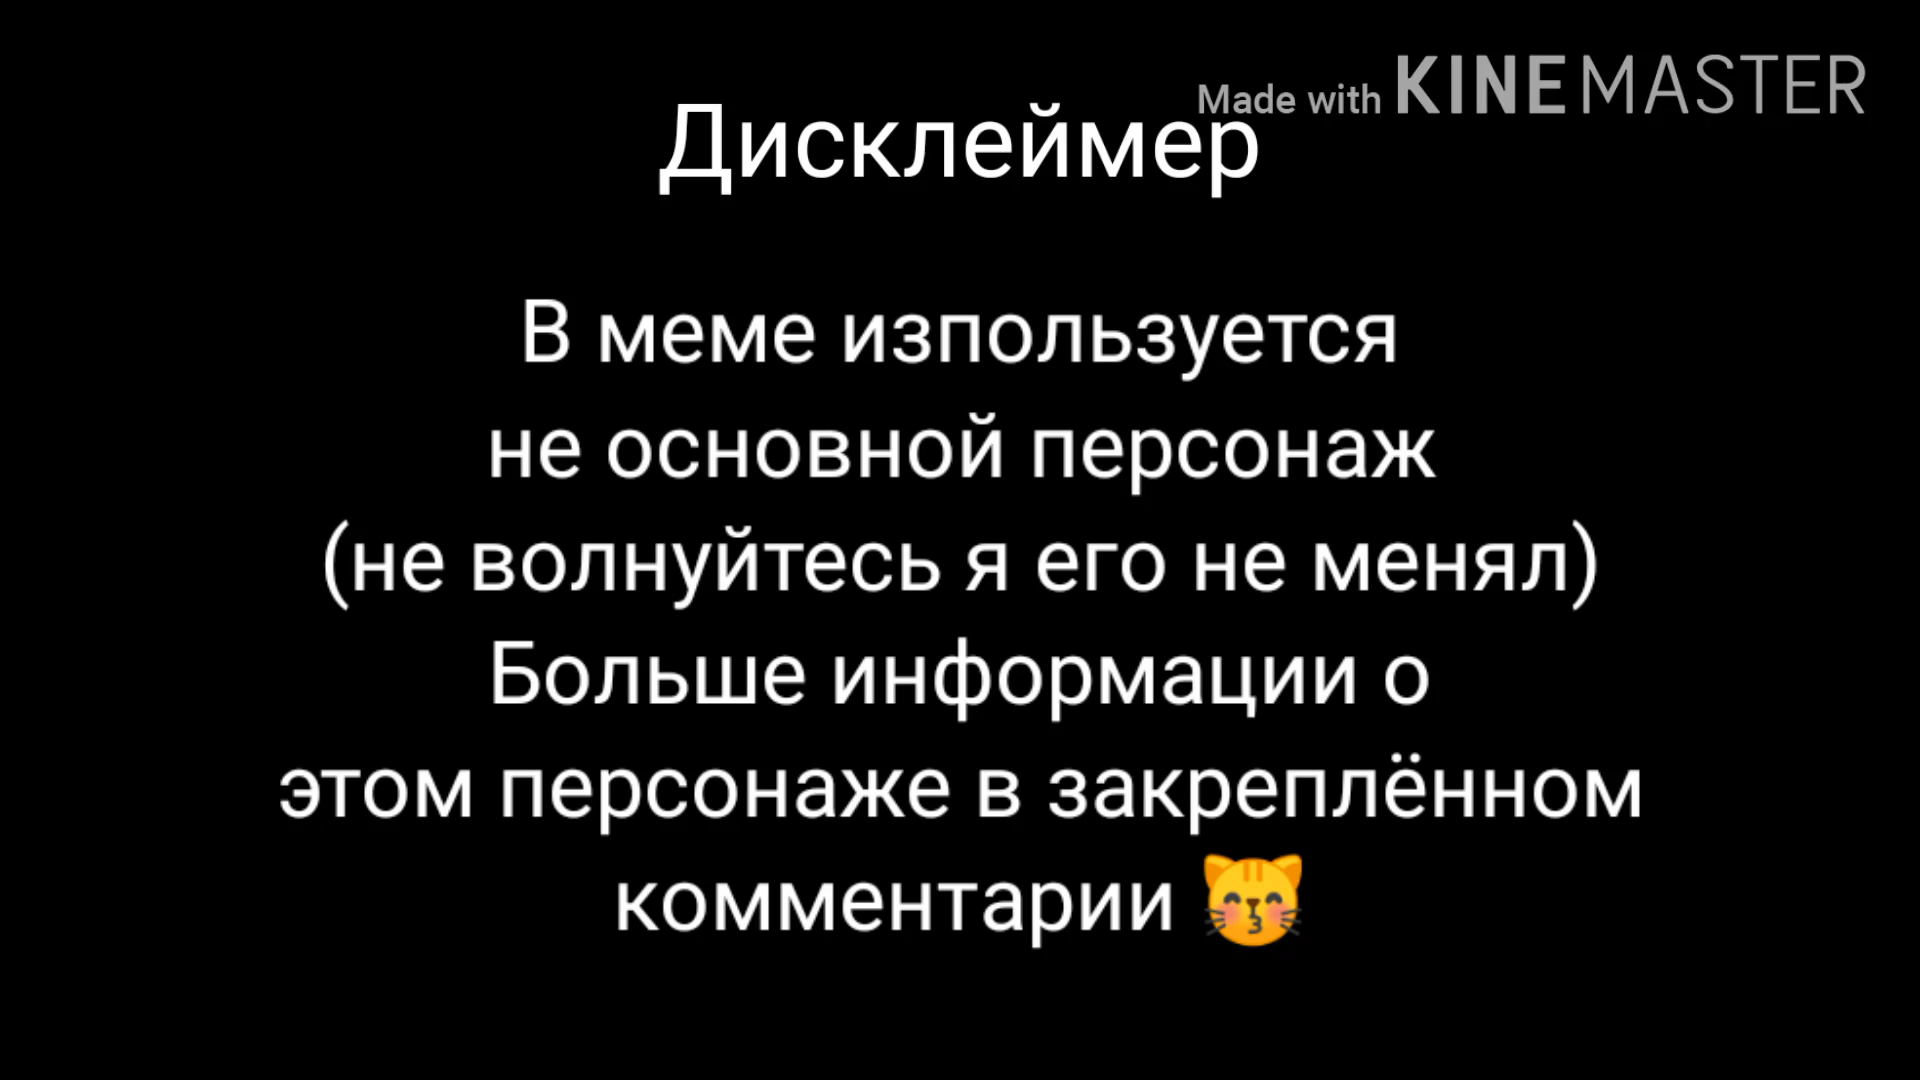 Made with KINEMASTER
Дисклеймер
В меме изпользуется
не основной персонаж
(не волнуйтесь я его не менял)
Больше информации о
этом персонаже в закреплённом
комментарии 😽